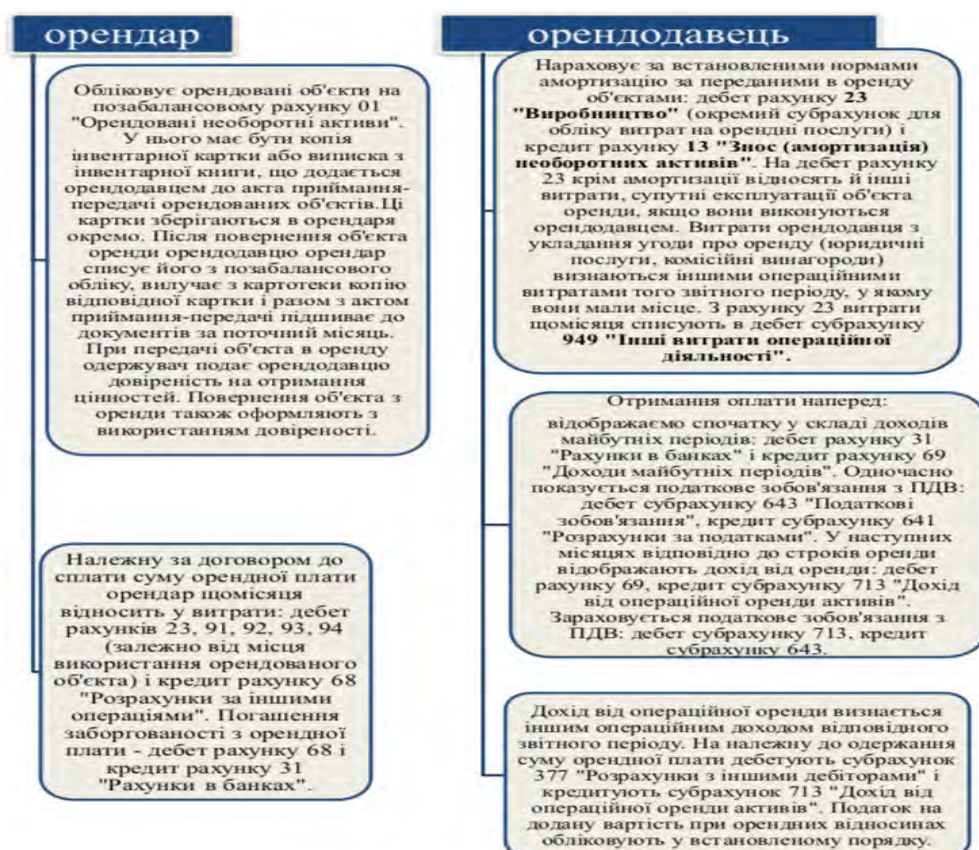 орендар
Обліковує орендовані об'єкти на
позабалансовому рахунку 01
"Орендовані необоротні активи".
У нього має бути копія
інвентарної картки або виписка з
інвентарної книги, що додається
орендодавцем до акта приймання-
передачі орендованих об'єктів.Ці
картки зберігаються в орендаря
окремо. Після повернення об'єкта
оренди орендодавцю орендар
списує його з позабалансового
обліку, вилучає з картотеки копію
відповідної картки і разом з актом
приймання-передачі підшиває до
документів за поточний місяць.
При передачі об'єкта в оренду
одержувач подає орендодавцю
довіреність на отримання
цінностей. Повернення об'єкта з
оренди також оформляють з
використанням довіреності.
Належну за договором до
сплати суму орендної плати
орендар щомісяця
відносить у витрати: дебет
рахунків 23, 91, 92, 93, 94
(залежно від місця
використання орендованого
об'єкта) і кредит рахунку 68
"Розрахунки за іншими
операціями". Погашення
заборгованості з орендної
плати - дебет рахунку 68 і
кредит рахунку 31
"Рахунки в банках".
орендодавець
Нараховує за встановленими нормами
амортизацію за переданими в оренду
об'єктами: дебет рахунку 23
"Виробництво" (окремий субрахунок для
обліку витрат на орендні послуги) і
кредит рахунку 13 "Знос (амортизація)
необоротних активів". На дебет рахунку
23 крім амортизації відносять й інші
витрати, супутні експлуатації об'єкта
оренди, якщо вони виконуються
орендодавцем. Витрати орендодавця з
укладання угоди про оренду (юридичні
послуги, комісійні винагороди)
визнаються іншими операційними
витратами того звітного періоду, у якому
вони мали місце. З рахунку 23 витрати
щомісяця списують в дебет субрахунку
949 "Інші витрати операційної
діяльності".
Отримання оплати наперед:
відображаємо спочатку у складі доходів
майбутніх періодів: дебет рахунку 31
"Рахунки в банках" і кредит рахунку 69
"Доходи майбутніх періодів". Одночасно
показується податкове зобов'язання з ПДВ:
дебет субрахунку 643 "Податкові
зобов'язання", кредит субрахунку 641
"Розрахунки за податками". У наступних
місяцях відповідно до строків оренди
відображають дохід від оренди: дебет
рахунку 69, кредит субрахунку 713 "Дохід
від операційної оренди активів".
Зараховується податкове зобов'язання з
ПДВ: дебет субрахунку 713, кредит
субрахунку 643.
Дохід від операційної оренди визнається
іншим операційним доходом відповідного
звітного періоду. На належну до одержання
суму орендної плати дебетують субрахунок
377 "Розрахунки з іншими дебіторами" і
кредитують субрахунок 713 "Дохід від
операційної оренди активів". Податок на
додану вартість при орендних відносинах
обліковують у встановленому порядку.